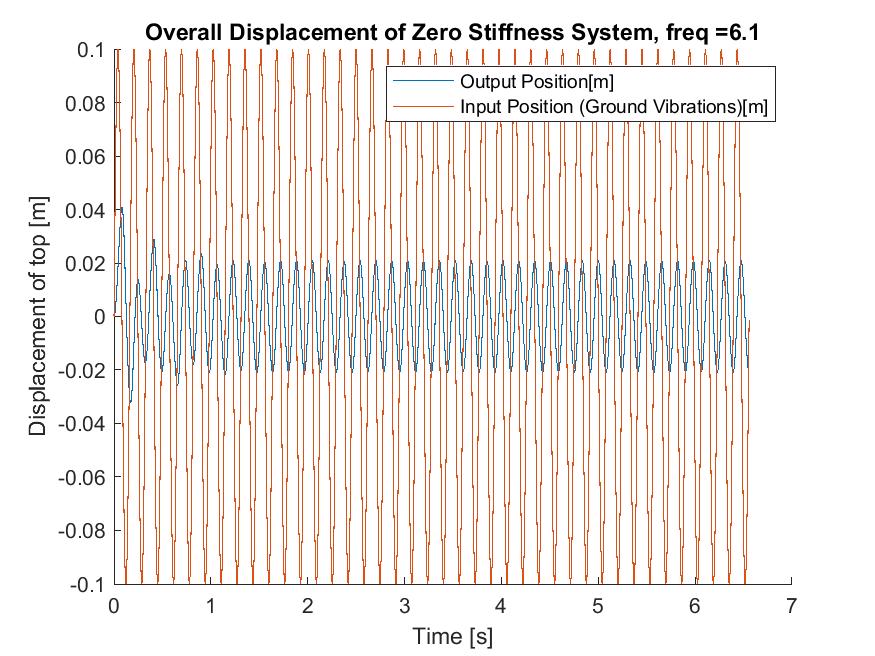 Overall Displacement of Zero Stiffness System, freq =6.1
Output Position[m]
Input Position (Ground Vibrations)[m]
Displacement of top [m]
0.1
0.08
0.06
0.04
0.02
0
-0.02
-0.04
-0.06
-0.08
-0.1
0 1 2 3 4 5 6 7
Time [s]